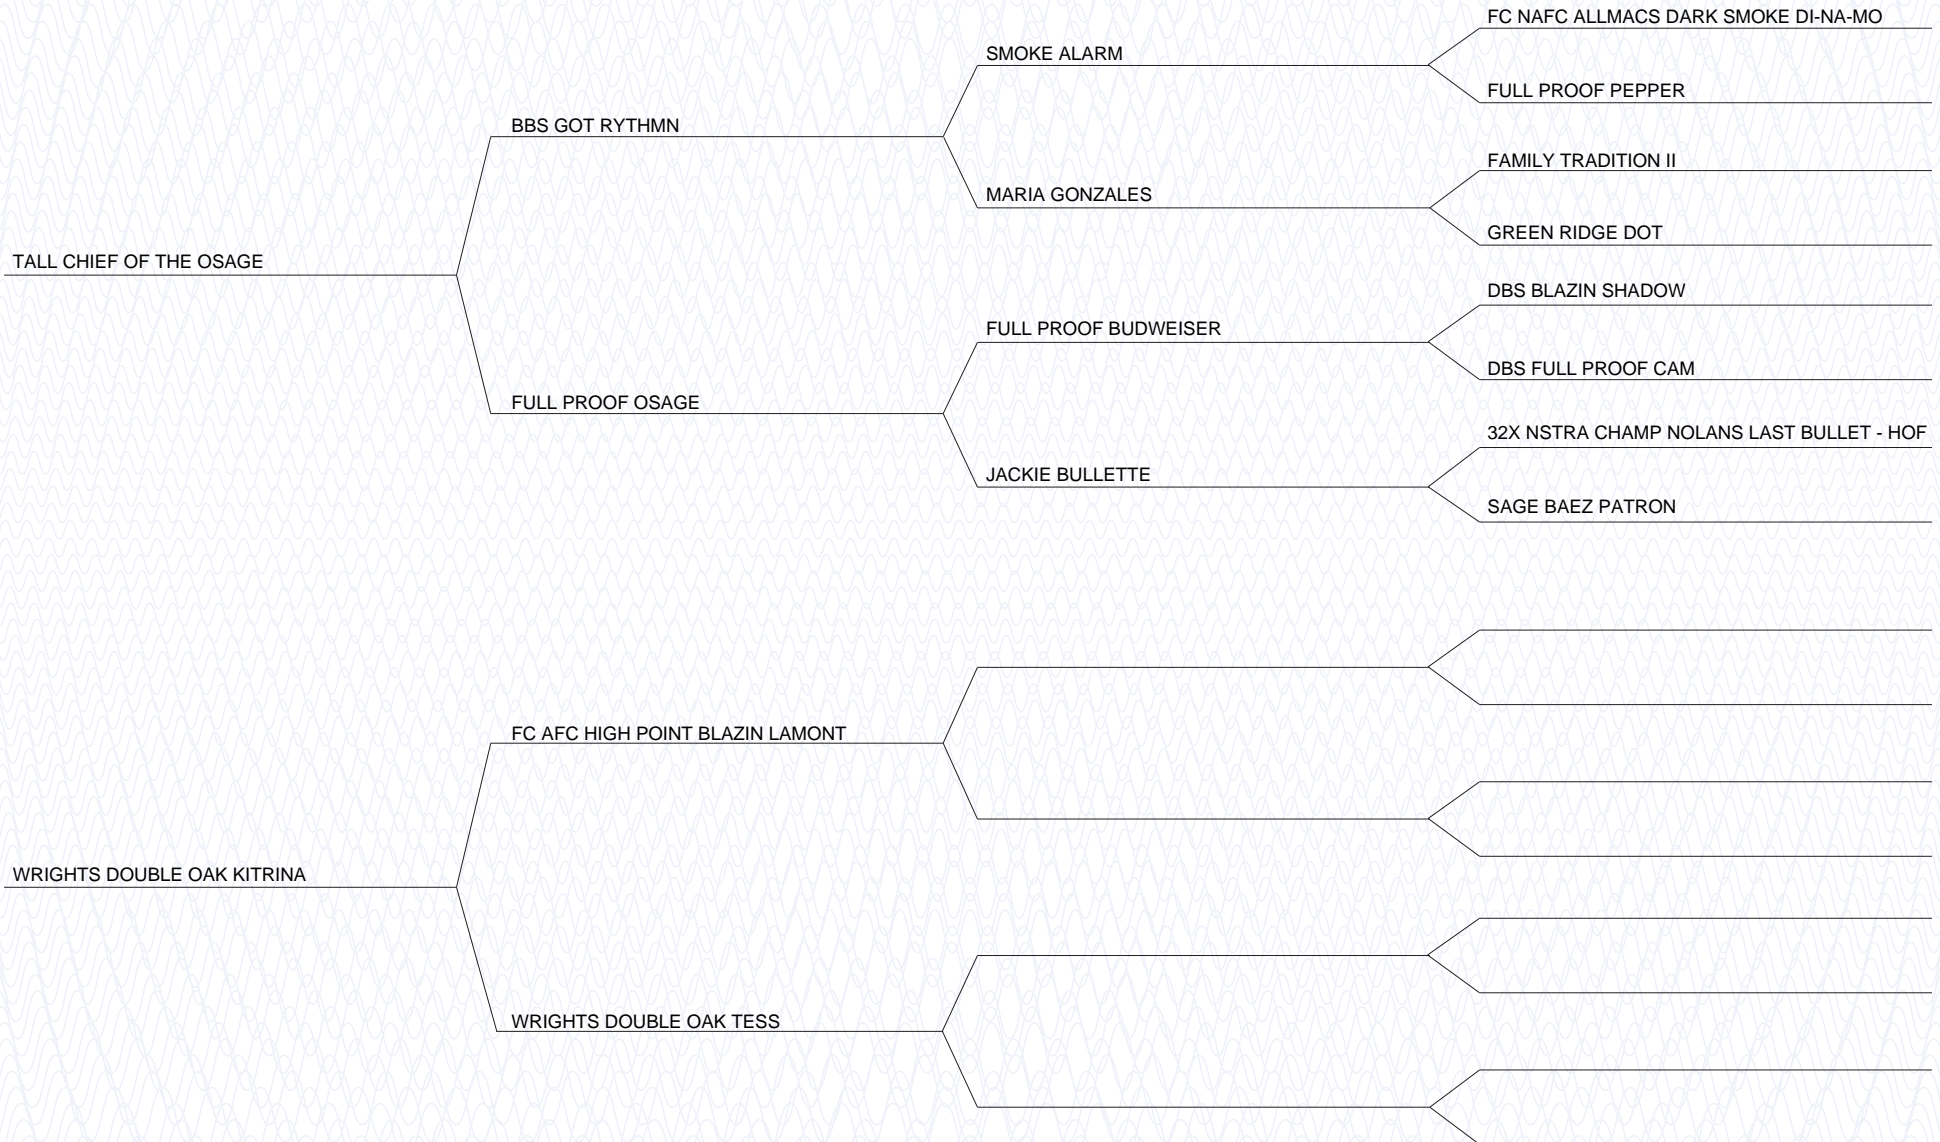 FC NAFC ALLMACS DARK SMOKE DI-NA-MO
SMOKE ALARM
FULL PROOF PEPPER
BBS GOT RYTHMN
FAMILY TRADITION II
MARIA GONZALES
GREEN RIDGE DOT
TALL CHIEF OF THE OSAGE
DBS BLAZIN SHADOW
FULL PROOF BUDWEISER
DBS FULL PROOF CAM
FULL PROOF OSAGE
32X NSTRA CHAMP NOLANS LAST BULLET - HOF
JACKIE BULLETTE
SAGE BAEZ PATRON
FC AFC HIGH POINT BLAZIN LAMONT
WRIGHTS DOUBLE OAK KITRINA
WRIGHTS DOUBLE OAK TESS